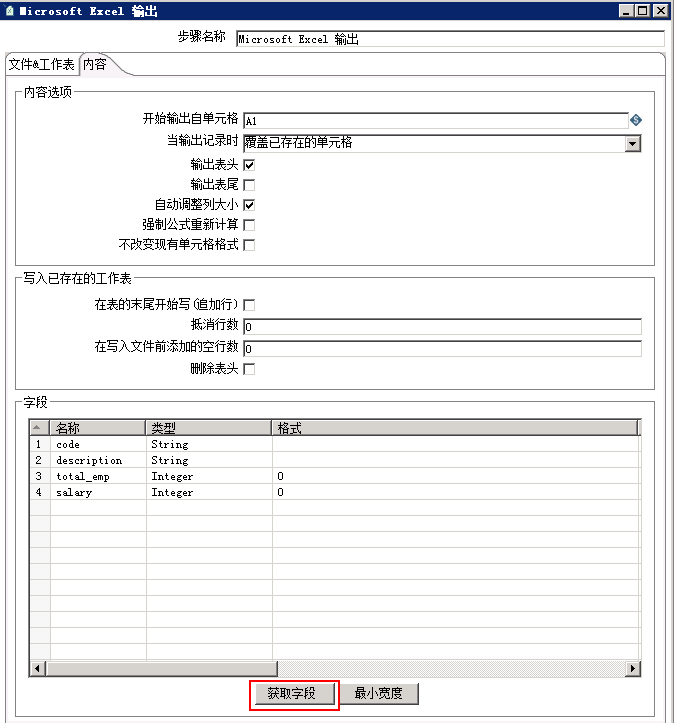 Microsoft Excel 输出
步骤名称 Microsoft Excel 输出
文件&工作表 内容
内容选项
开始输出自单元格 A1
当输出记录时 覆盖已存在的单元格
输出表头
输出表尾
自动调整列大小
强制公式重新计算
不改变现有单元格格式
写入已存在的工作表
在表的末尾开始写(追加行)
抵消行数 0
在写入文件前添加的空行数 0
删除表头
字段
名称 类型 格式
1 code String
2 description String
3 total_emp Integer 0
4 salary Integer 0
获取字段 最小宽度